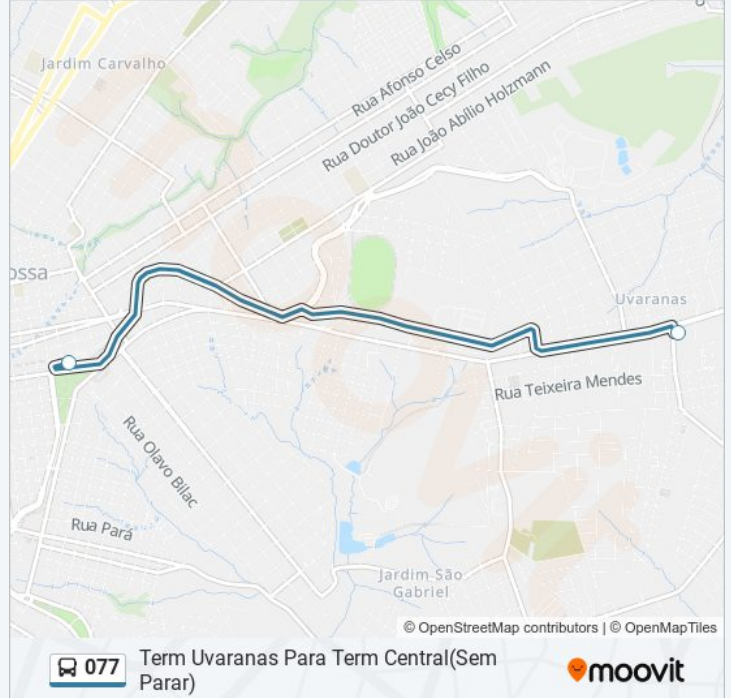 Jardim Carvalho
Rua Afonso Celso
Rua Doutor João Cecy Filho
Rua João Abílio Holzmann
ossa
Uvaranas
Rua Teixeira Mendes
Rua Olavo Bilac
Rua Pará
Jardim São
Gabriel
© OpenStreetMap contributors | © OpenMapTiles
077
Term Uvaranas Para Term Central(Sem
Parar)
moovit